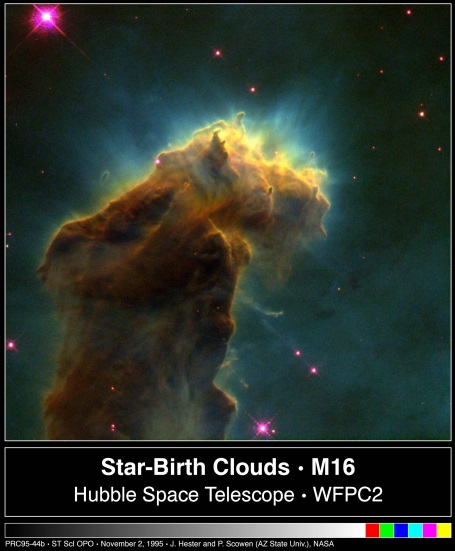 Star-Birth Clouds · M16
Hubble Space Telescope · WFPC2
PRC95-44b · ST ScI OPO · November 2, 1995 · J. Hester and P. Scowen (AZ State Univ.), NASA